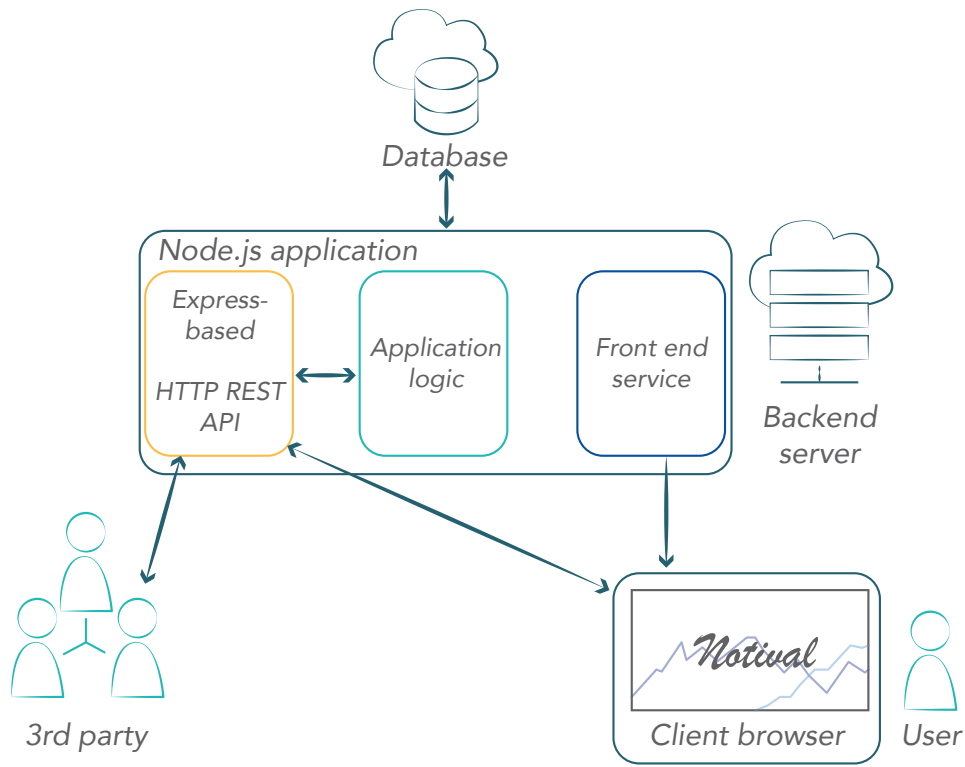 Database
Node.js application
Express-
based
HTTP REST
API
Application
logic
Front end
service
Backend
server
Notival
3rd party
Client browser
User